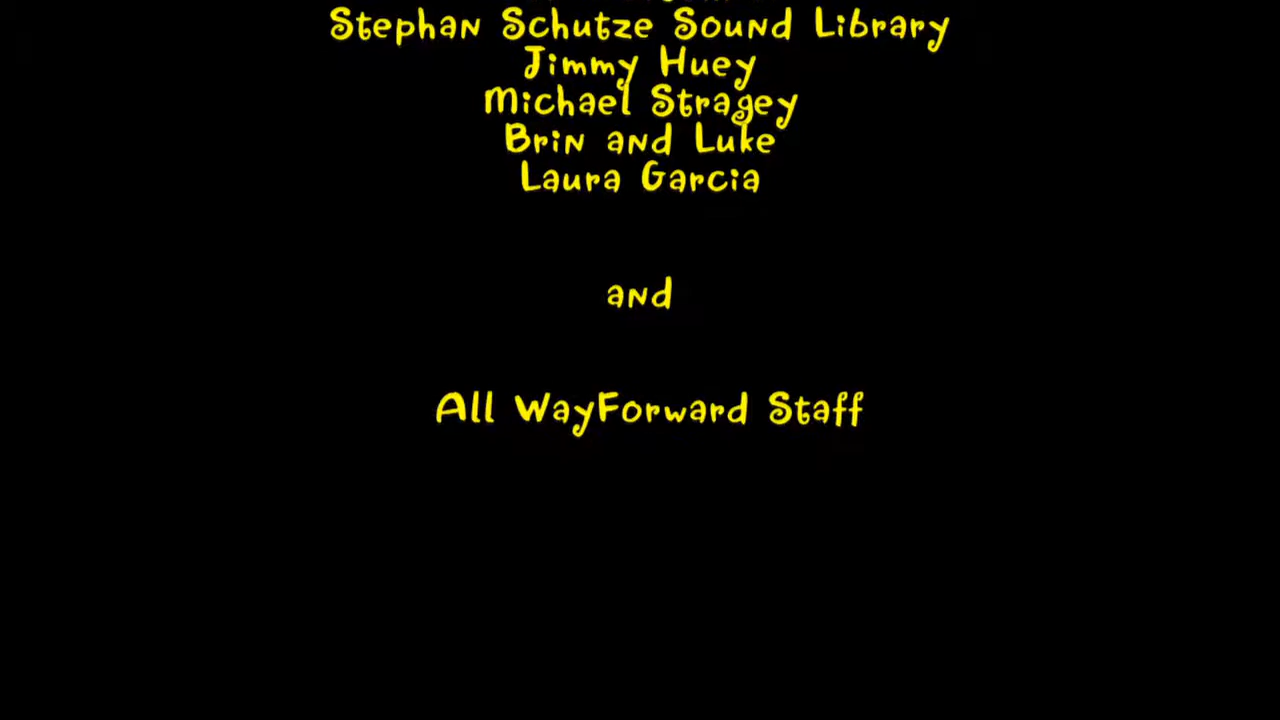 Stephan Schutze Sound Library
Jimmy Huey
Michael Stragey
Brin and Luke
Laura Garcia
and
All WayForward Staff